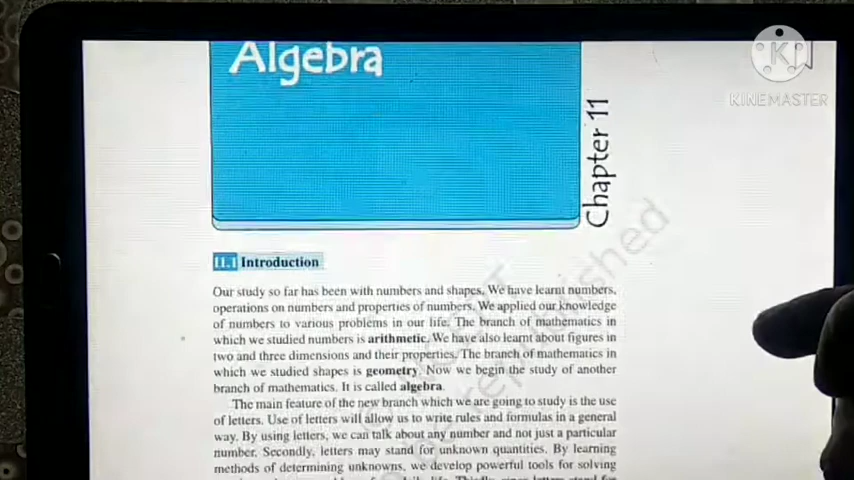 Algebra
Chapter 11
KINEMASTER
11.1 Introduction
Our study so far has been with numbers and shapes. We have learnt numbers,
operations on numbers and properties of numbers. We applied our knowledge
of numbers to various problems in our life. The branch of mathematics in
which we studied numbers is arithmetic. We have also learnt about figures in
two and three dimensions and their properties. The branch of mathematics in
which we studied shapes is geometry. Now we begin the study of another
branch of mathematics. It is called algebra.
The main feature of the new branch which we are going to study is the use
of letters. Use of letters will allow us to write rules and formulas in a general
way. By using letters, we can talk about any number and not just a particular
number. Secondly, letters may stand for unknown quantities. By learning
methods of determining unknowns, we develop powerful tools for solving